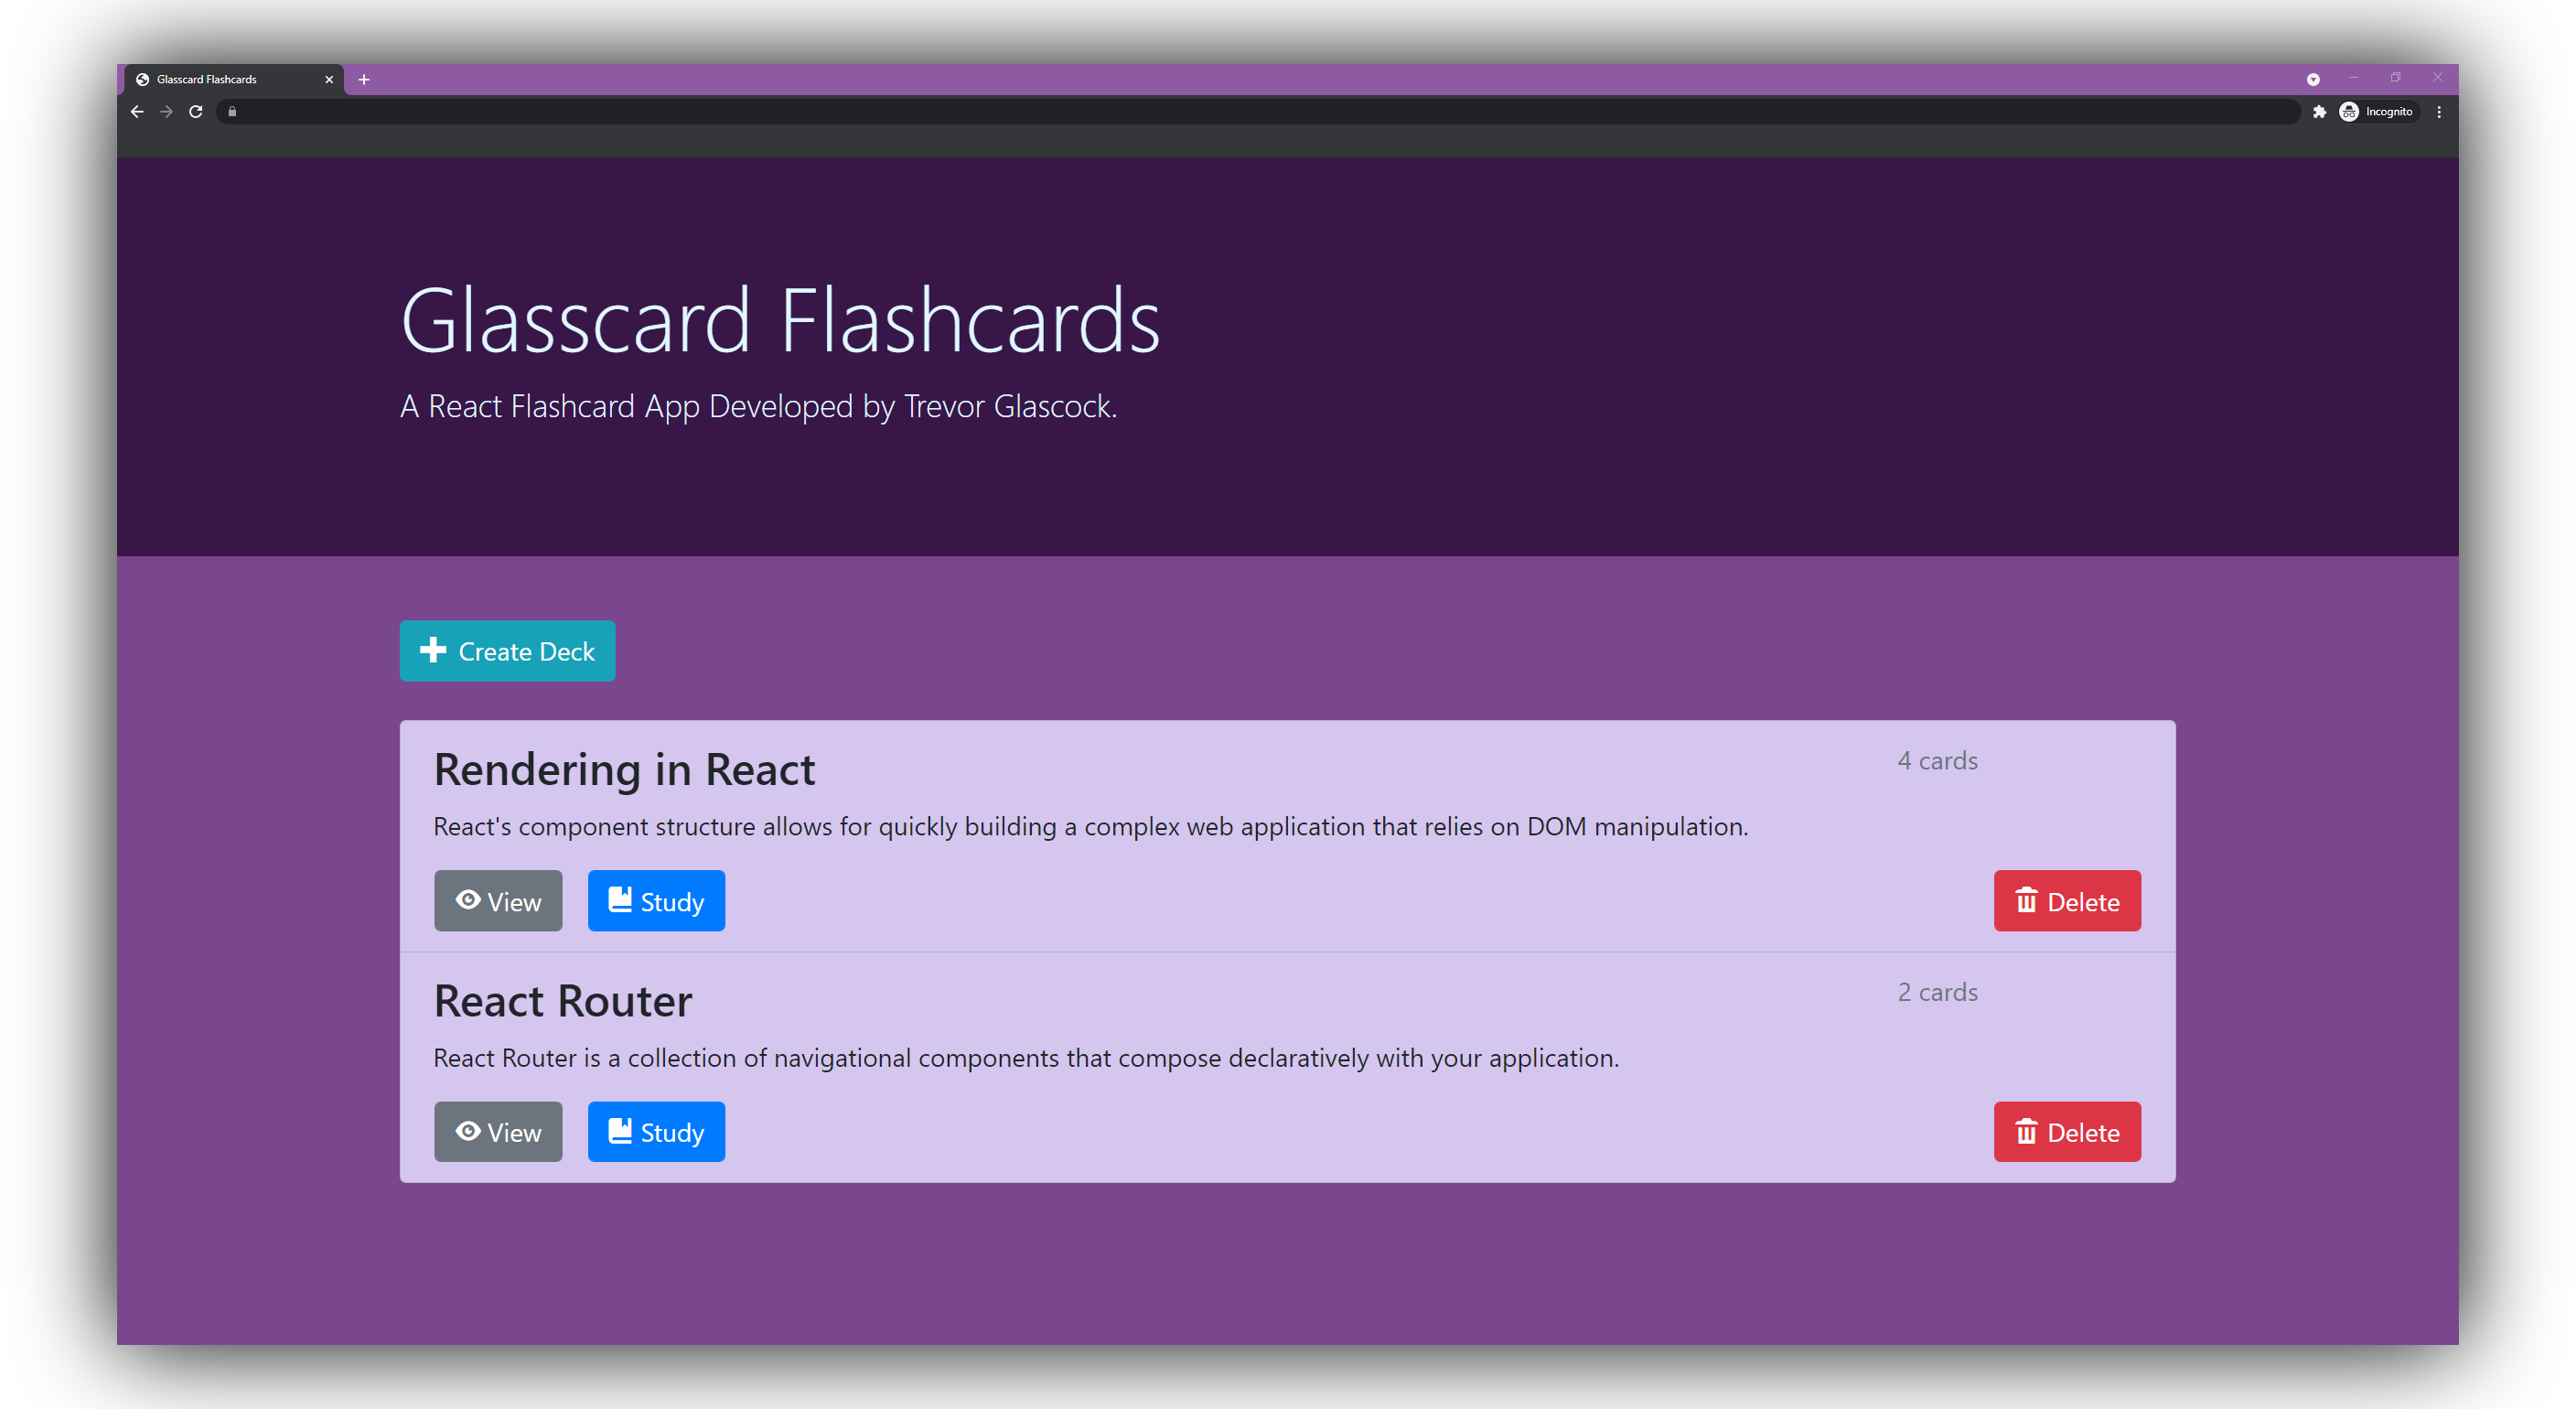 Glasscard Flashcards
Incognito
Glasscard Flashcards
A React Flashcard App Developed by Trevor Glascock.
Create Deck
Rendering in React
4 cards
React's component structure allows for quickly building a complex web application that relies on DOM manipulation.
View
Study
Delete
React Router
2 cards
React Router is a collection of navigational components that compose declaratively with your application.
View
Study
Delete